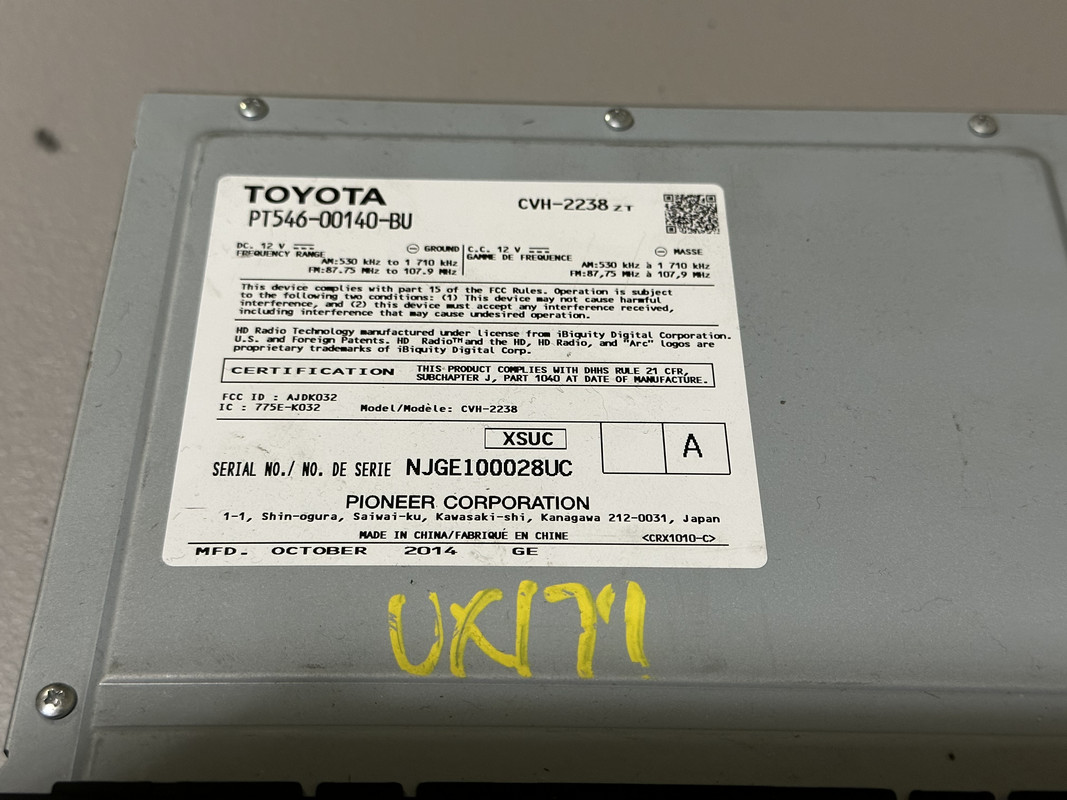 TOYOTA
PT546-00140-BU
CVH-2238 ZT
DC. 12 V ⎓ ⊖ GROUND
FREQUENCY RANGE
AM:530 kHz to 1 710 kHz
FM:87.75 MHz to 107.9 MHz
C.C. 12 V ⎓ ⊖ MASSE
GAMME DE FREQUENCE
AM:530 kHz à 1 710 kHz
FM:87,75 MHz à 107,9 MHz
This device complies with part 15 of the FCC Rules. Operation is subject
to the following two conditions: (1) This device may not cause harmful
interference, and (2) this device must accept any interference received,
including interference that may cause undesired operation.
HD Radio Technology manufactured under license from iBiquity Digital Corporation.
U.S. and Foreign Patents. HD Radio™ and the HD, HD Radio, and "Arc" logos are
proprietary trademarks of iBiquity Digital Corp.
CERTIFICATION THIS PRODUCT COMPLIES WITH DHHS RULE 21 CFR,
SUBCHAPTER J, PART 1040 AT DATE OF MANUFACTURE.
FCC ID : AJDK032
IC : 775E-K032 Model/Modèle: CVH-2238
XSUC
A
SERIAL NO./ NO. DE SERIE NJGE100028UC
PIONEER CORPORATION
1-1, Shin-ogura, Saiwai-ku, Kawasaki-shi, Kanagawa 212-0031, Japan
MADE IN CHINA/FABRIQUÉ EN CHINE <CRX1010-C>
MFD. OCTOBER 2014 GE